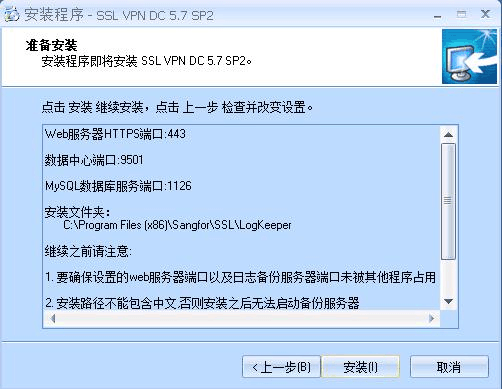 安装程序 - SSL VPN DC 5.7 SP2
准备安装
安装程序即将安装 SSL VPN DC 5.7 SP2。
点击 安装 继续安装，点击 上一步 检查并改变设置。
Web服务器HTTPS端口:443
数据中心端口:9501
MySQL数据库服务端口:1126
安装文件夹：
C:\Program Files (x86)\Sangfor\SSL\LogKeeper
继续之前请注意:
1. 要确保设置的web服务器端口以及日志备份服务器端口未被其他程序占用
2. 安装路径不能包含中文,否则安装之后无法启动备份服务器
<上一步(B)
安装(I)
取消